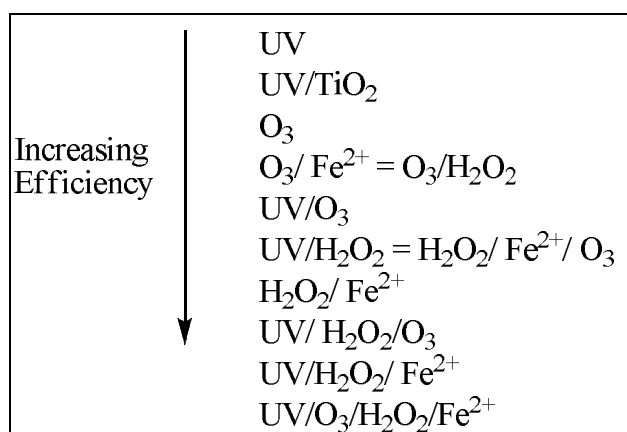 UV
UV/TiO₂
O₃
O₃/ Fe²⁺ = O₃/H₂O₂
Increasing
Efficiency
UV/O₃
UV/H₂O₂ = H₂O₂/ Fe²⁺/ O₃
H₂O₂/ Fe²⁺
UV/ H₂O₂/O₃
UV/H₂O₂/ Fe²⁺
UV/O₃/H₂O₂/Fe²⁺